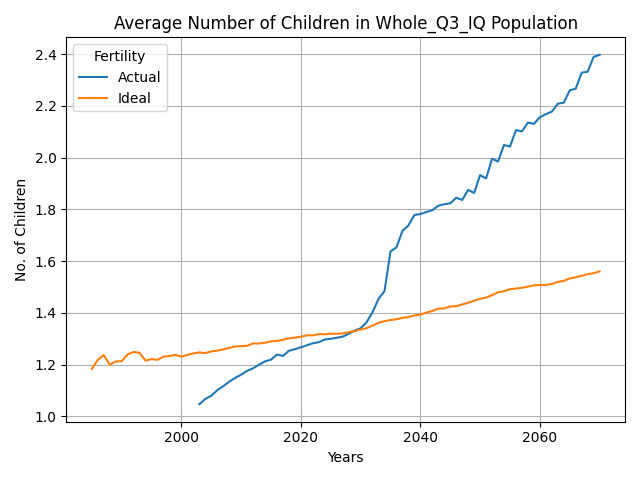 Average Number of Children in Whole_Q3_IQ Population
Fertility
Actual
Ideal
No. of Children
2.4
2.2
2.0
1.8
1.6
1.4
1.2
1.0
2000 2020 2040 2060
Years